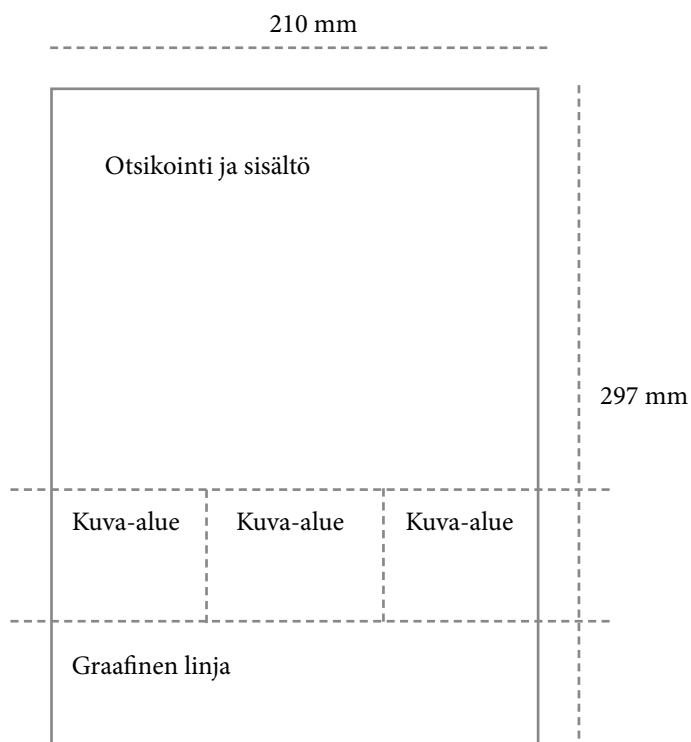 210 mm
Otsikointi ja sisältö
297 mm
Kuva-alue Kuva-alue Kuva-alue
Graafinen linja